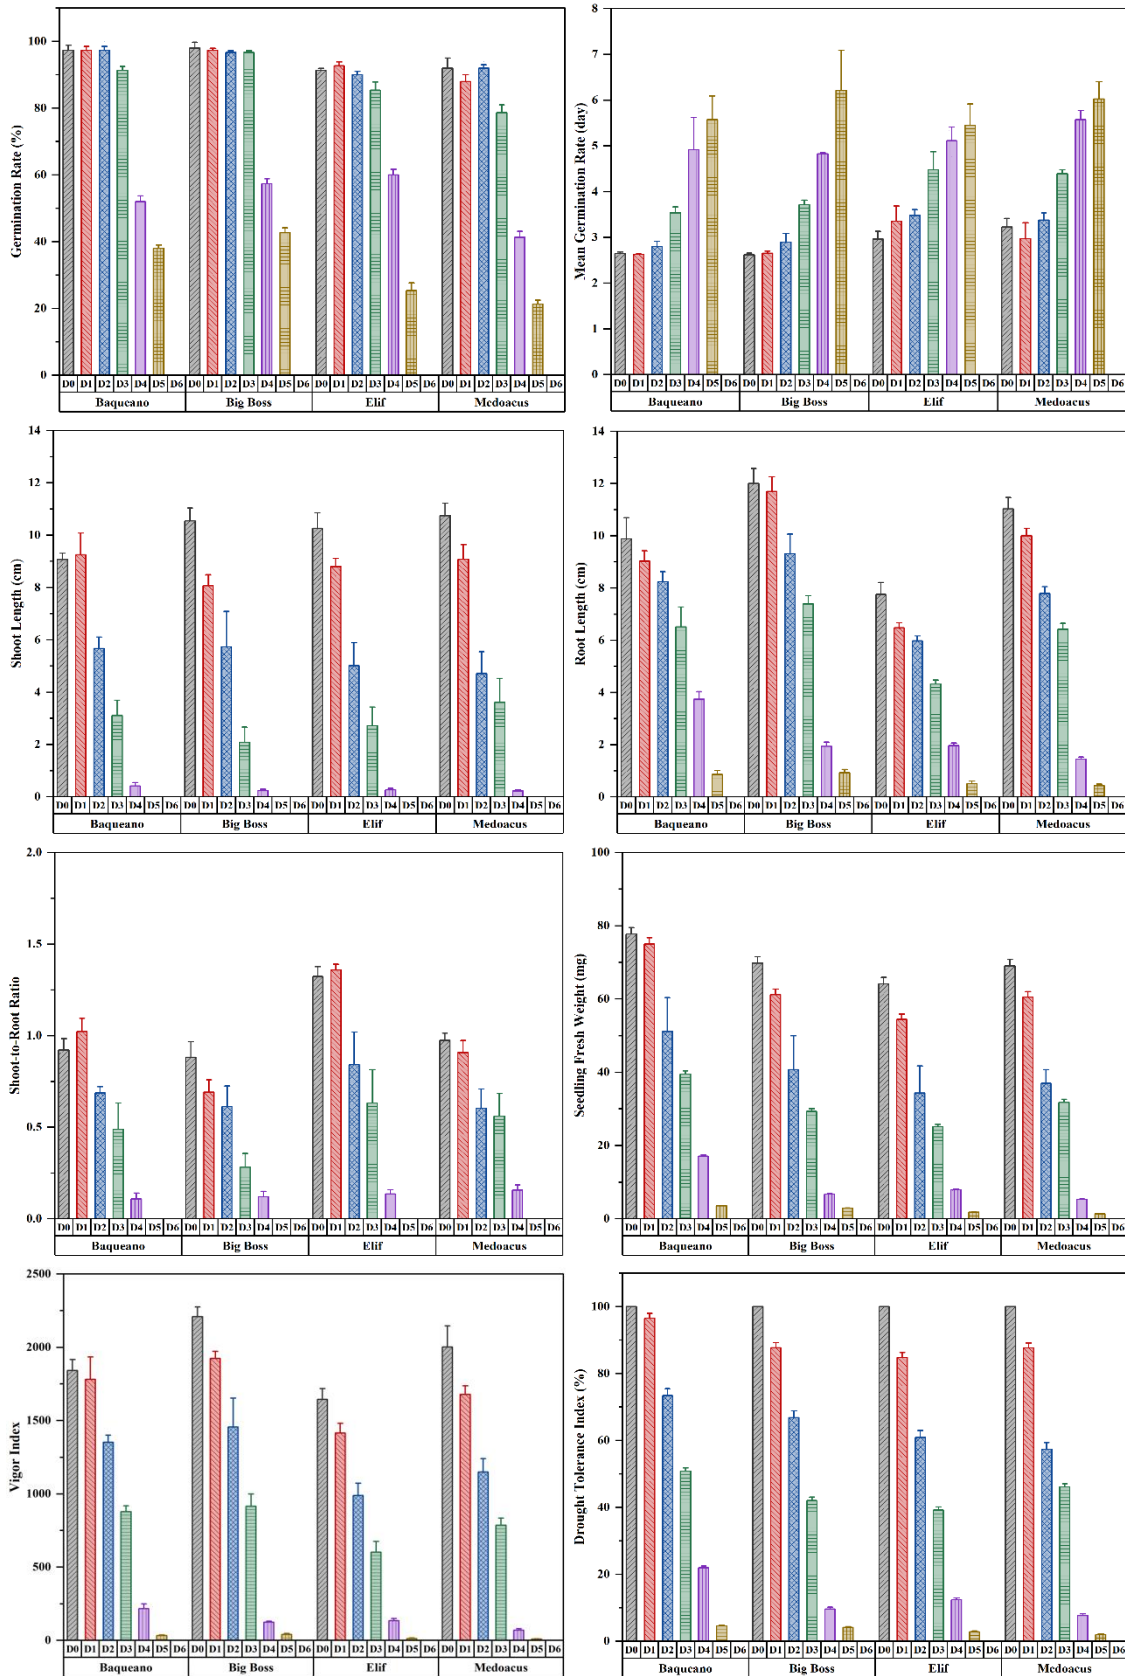 Germination Rate (%)
100
80
60
40
20
0
D0 D1 D2 D3 D4 D5 D6 D0 D1 D2 D3 D4 D5 D6 D0 D1 D2 D3 D4 D5 D6 D0 D1 D2 D3 D4 D5 D6
Baqueano Big Boss Elif Medoacus
Mean Germination Rate (day)
8
7
6
5
4
3
2
1
0
D0 D1 D2 D3 D4 D5 D6 D0 D1 D2 D3 D4 D5 D6 D0 D1 D2 D3 D4 D5 D6 D0 D1 D2 D3 D4 D5 D6
Baqueano Big Boss Elif Medoacus
Shoot Length (cm)
14
12
10
8
6
4
2
0
D0 D1 D2 D3 D4 D5 D6 D0 D1 D2 D3 D4 D5 D6 D0 D1 D2 D3 D4 D5 D6 D0 D1 D2 D3 D4 D5 D6
Baqueano Big Boss Elif Medoacus
Root Length (cm)
14
12
10
8
6
4
2
0
D0 D1 D2 D3 D4 D5 D6 D0 D1 D2 D3 D4 D5 D6 D0 D1 D2 D3 D4 D5 D6 D0 D1 D2 D3 D4 D5 D6
Baqueano Big Boss Elif Medoacus
Shoot-to-Root Ratio
2.0
1.5
1.0
0.5
0.0
D0 D1 D2 D3 D4 D5 D6 D0 D1 D2 D3 D4 D5 D6 D0 D1 D2 D3 D4 D5 D6 D0 D1 D2 D3 D4 D5 D6
Baqueano Big Boss Elif Medoacus
Seedling Fresh Weight (mg)
100
80
60
40
20
0
D0 D1 D2 D3 D4 D5 D6 D0 D1 D2 D3 D4 D5 D6 D0 D1 D2 D3 D4 D5 D6 D0 D1 D2 D3 D4 D5 D6
Baqueano Big Boss Elif Medoacus
Vigor Index
2500
2000
1500
1000
500
0
D0 D1 D2 D3 D4 D5 D6 D0 D1 D2 D3 D4 D5 D6 D0 D1 D2 D3 D4 D5 D6 D0 D1 D2 D3 D4 D5 D6
Baqueano Big Boss Elif Medoacus
Drought Tolerance Index (%)
100
80
60
40
20
0
D0 D1 D2 D3 D4 D5 D6 D0 D1 D2 D3 D4 D5 D6 D0 D1 D2 D3 D4 D5 D6 D0 D1 D2 D3 D4 D5 D6
Baqueano Big Boss Elif Medoacus